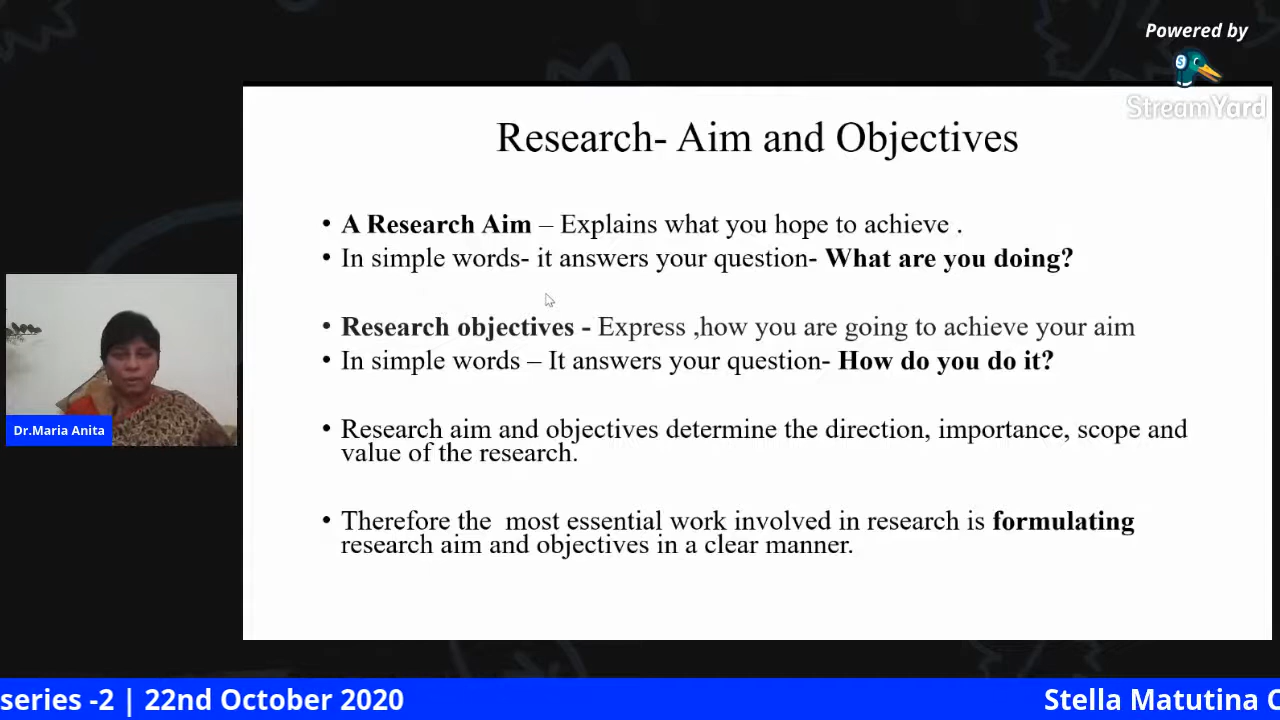 Powered by
StreamYard
Research- Aim and Objectives
• A Research Aim – Explains what you hope to achieve .
• In simple words- it answers your question- What are you doing?
• Research objectives - Express ,how you are going to achieve your aim
• In simple words – It answers your question- How do you do it?
• Research aim and objectives determine the direction, importance, scope and
value of the research.
• Therefore the most essential work involved in research is formulating
research aim and objectives in a clear manner.
Dr.Maria Anita
series -2 | 22nd October 2020
Stella Matutina